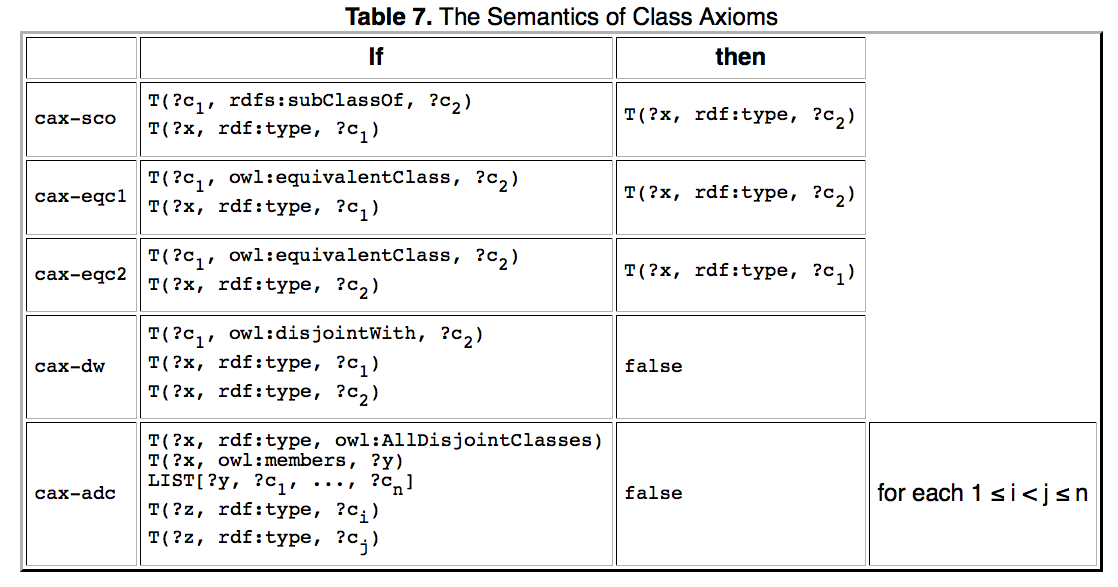 Table 7. The Semantics of Class Axioms
If then
cax-sco
T(?c1, rdfs:subClassOf, ?c2)
T(?x, rdf:type, ?c1)
T(?x, rdf:type, ?c2)
cax-eqc1
T(?c1, owl:equivalentClass, ?c2)
T(?x, rdf:type, ?c1)
T(?x, rdf:type, ?c2)
cax-eqc2
T(?c1, owl:equivalentClass, ?c2)
T(?x, rdf:type, ?c2)
T(?x, rdf:type, ?c1)
cax-dw
T(?c1, owl:disjointWith, ?c2)
T(?x, rdf:type, ?c1)
T(?x, rdf:type, ?c2)
false
cax-adc
T(?x, rdf:type, owl:AllDisjointClasses)
T(?x, owl:members, ?y)
LIST[?y, ?c1, ..., ?cn]
T(?z, rdf:type, ?ci)
T(?z, rdf:type, ?cj)
false
for each 1 ≤ i < j ≤ n